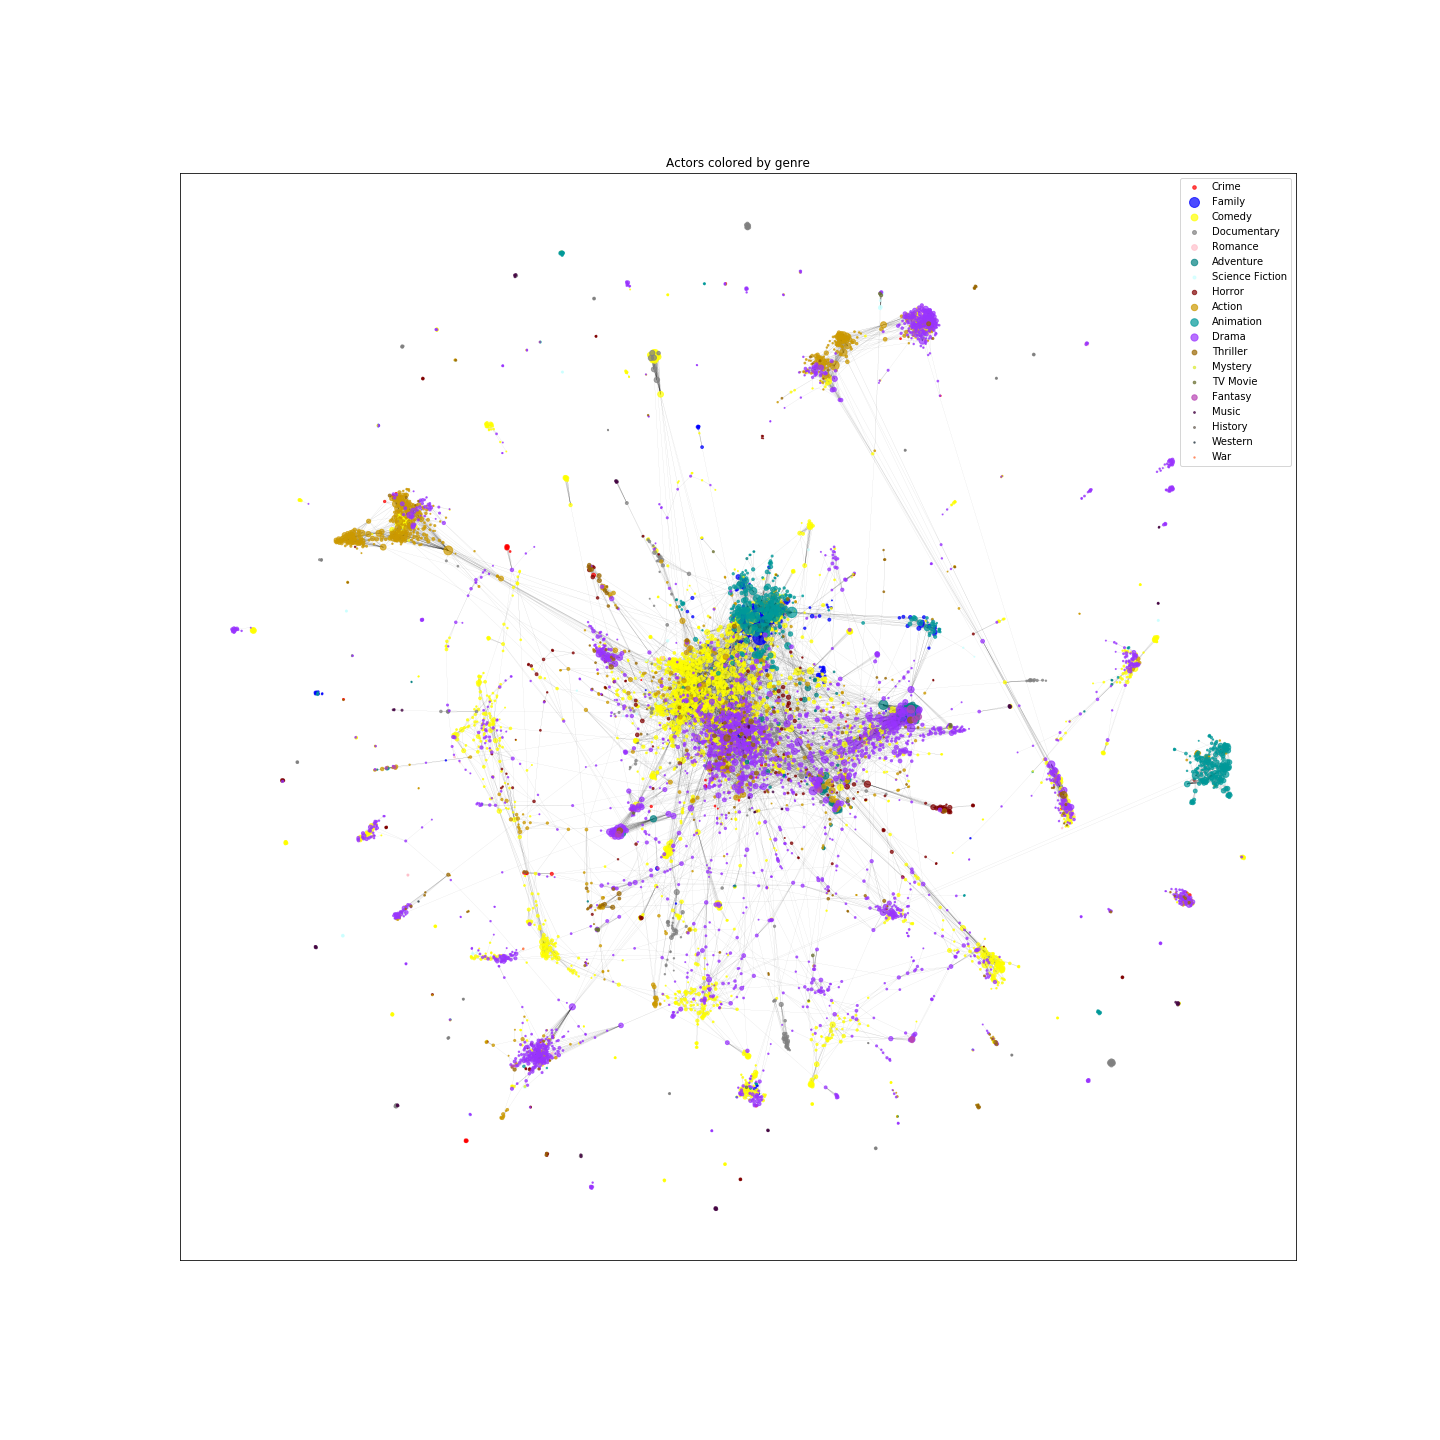 Actors colored by genre
Crime
Family
Comedy
Documentary
Romance
Adventure
Science Fiction
Horror
Action
Animation
Drama
Thriller
Mystery
TV Movie
Fantasy
Music
History
Western
War